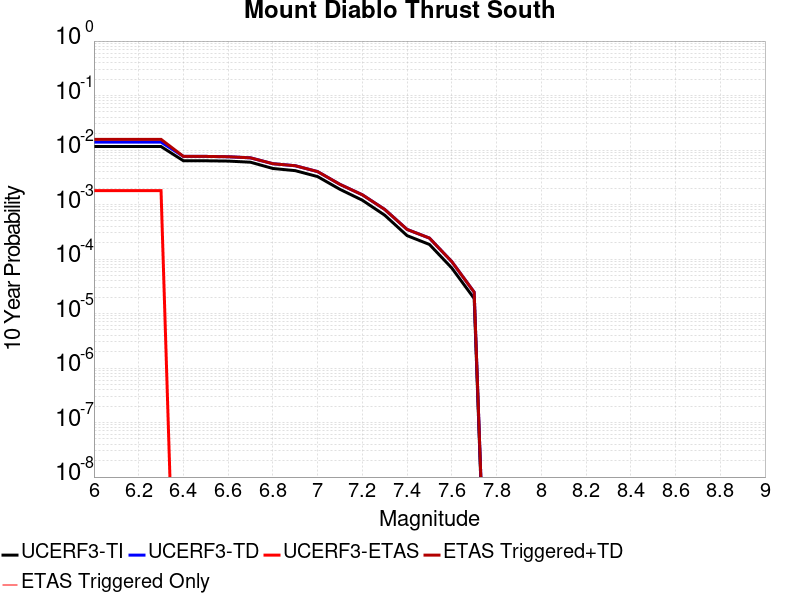 Mount Diablo Thrust South
10^0
10^-1
10^-2
10^-3
10^-4
10^-5
10^-6
10^-7
10^-8
10 Year Probability
6 6.2 6.4 6.6 6.8 7 7.2 7.4 7.6 7.8 8 8.2 8.4 8.6 8.8 9
Magnitude
UCERF3-TI UCERF3-TD UCERF3-ETAS ETAS Triggered+TD
ETAS Triggered Only